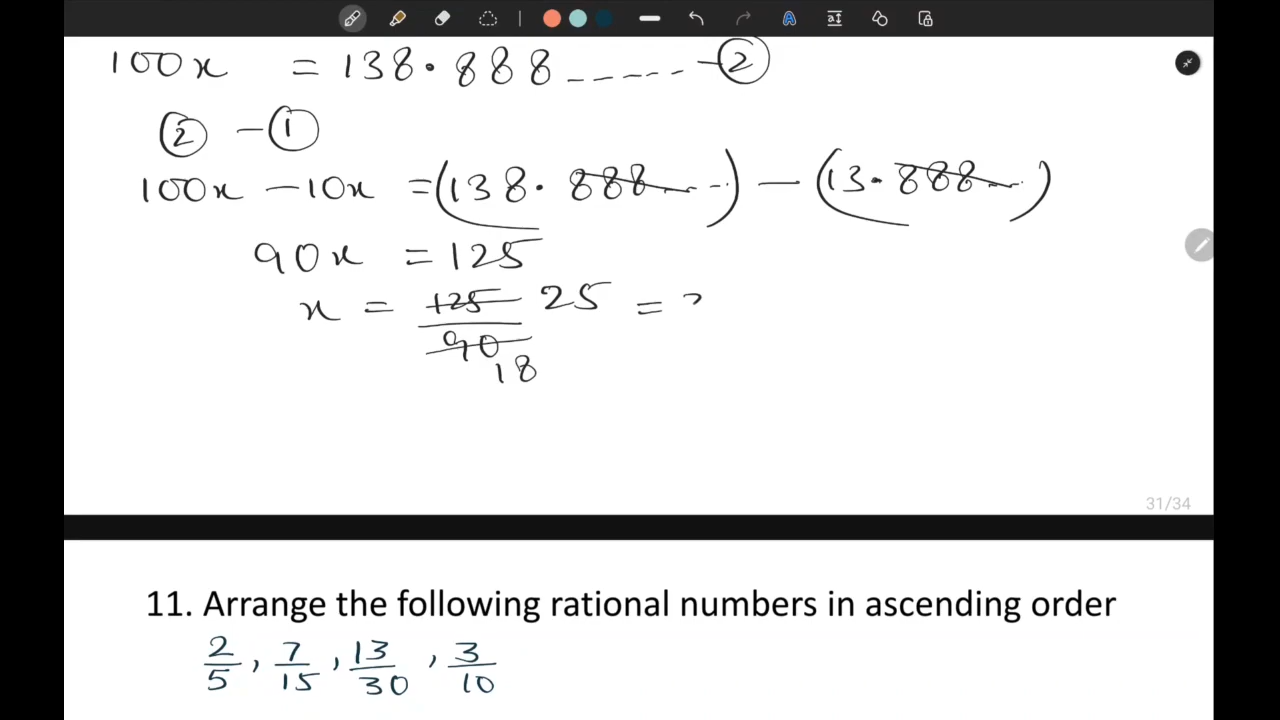 100x = 138.888 ------ - ②
② - ①
100x - 10x = (138.888 ---) - (13.888 ---)
90x = 125
x = 125/90 25/18 =
31/34
11. Arrange the following rational numbers in ascending order
2/5 , 7/15 , 13/30 , 3/10